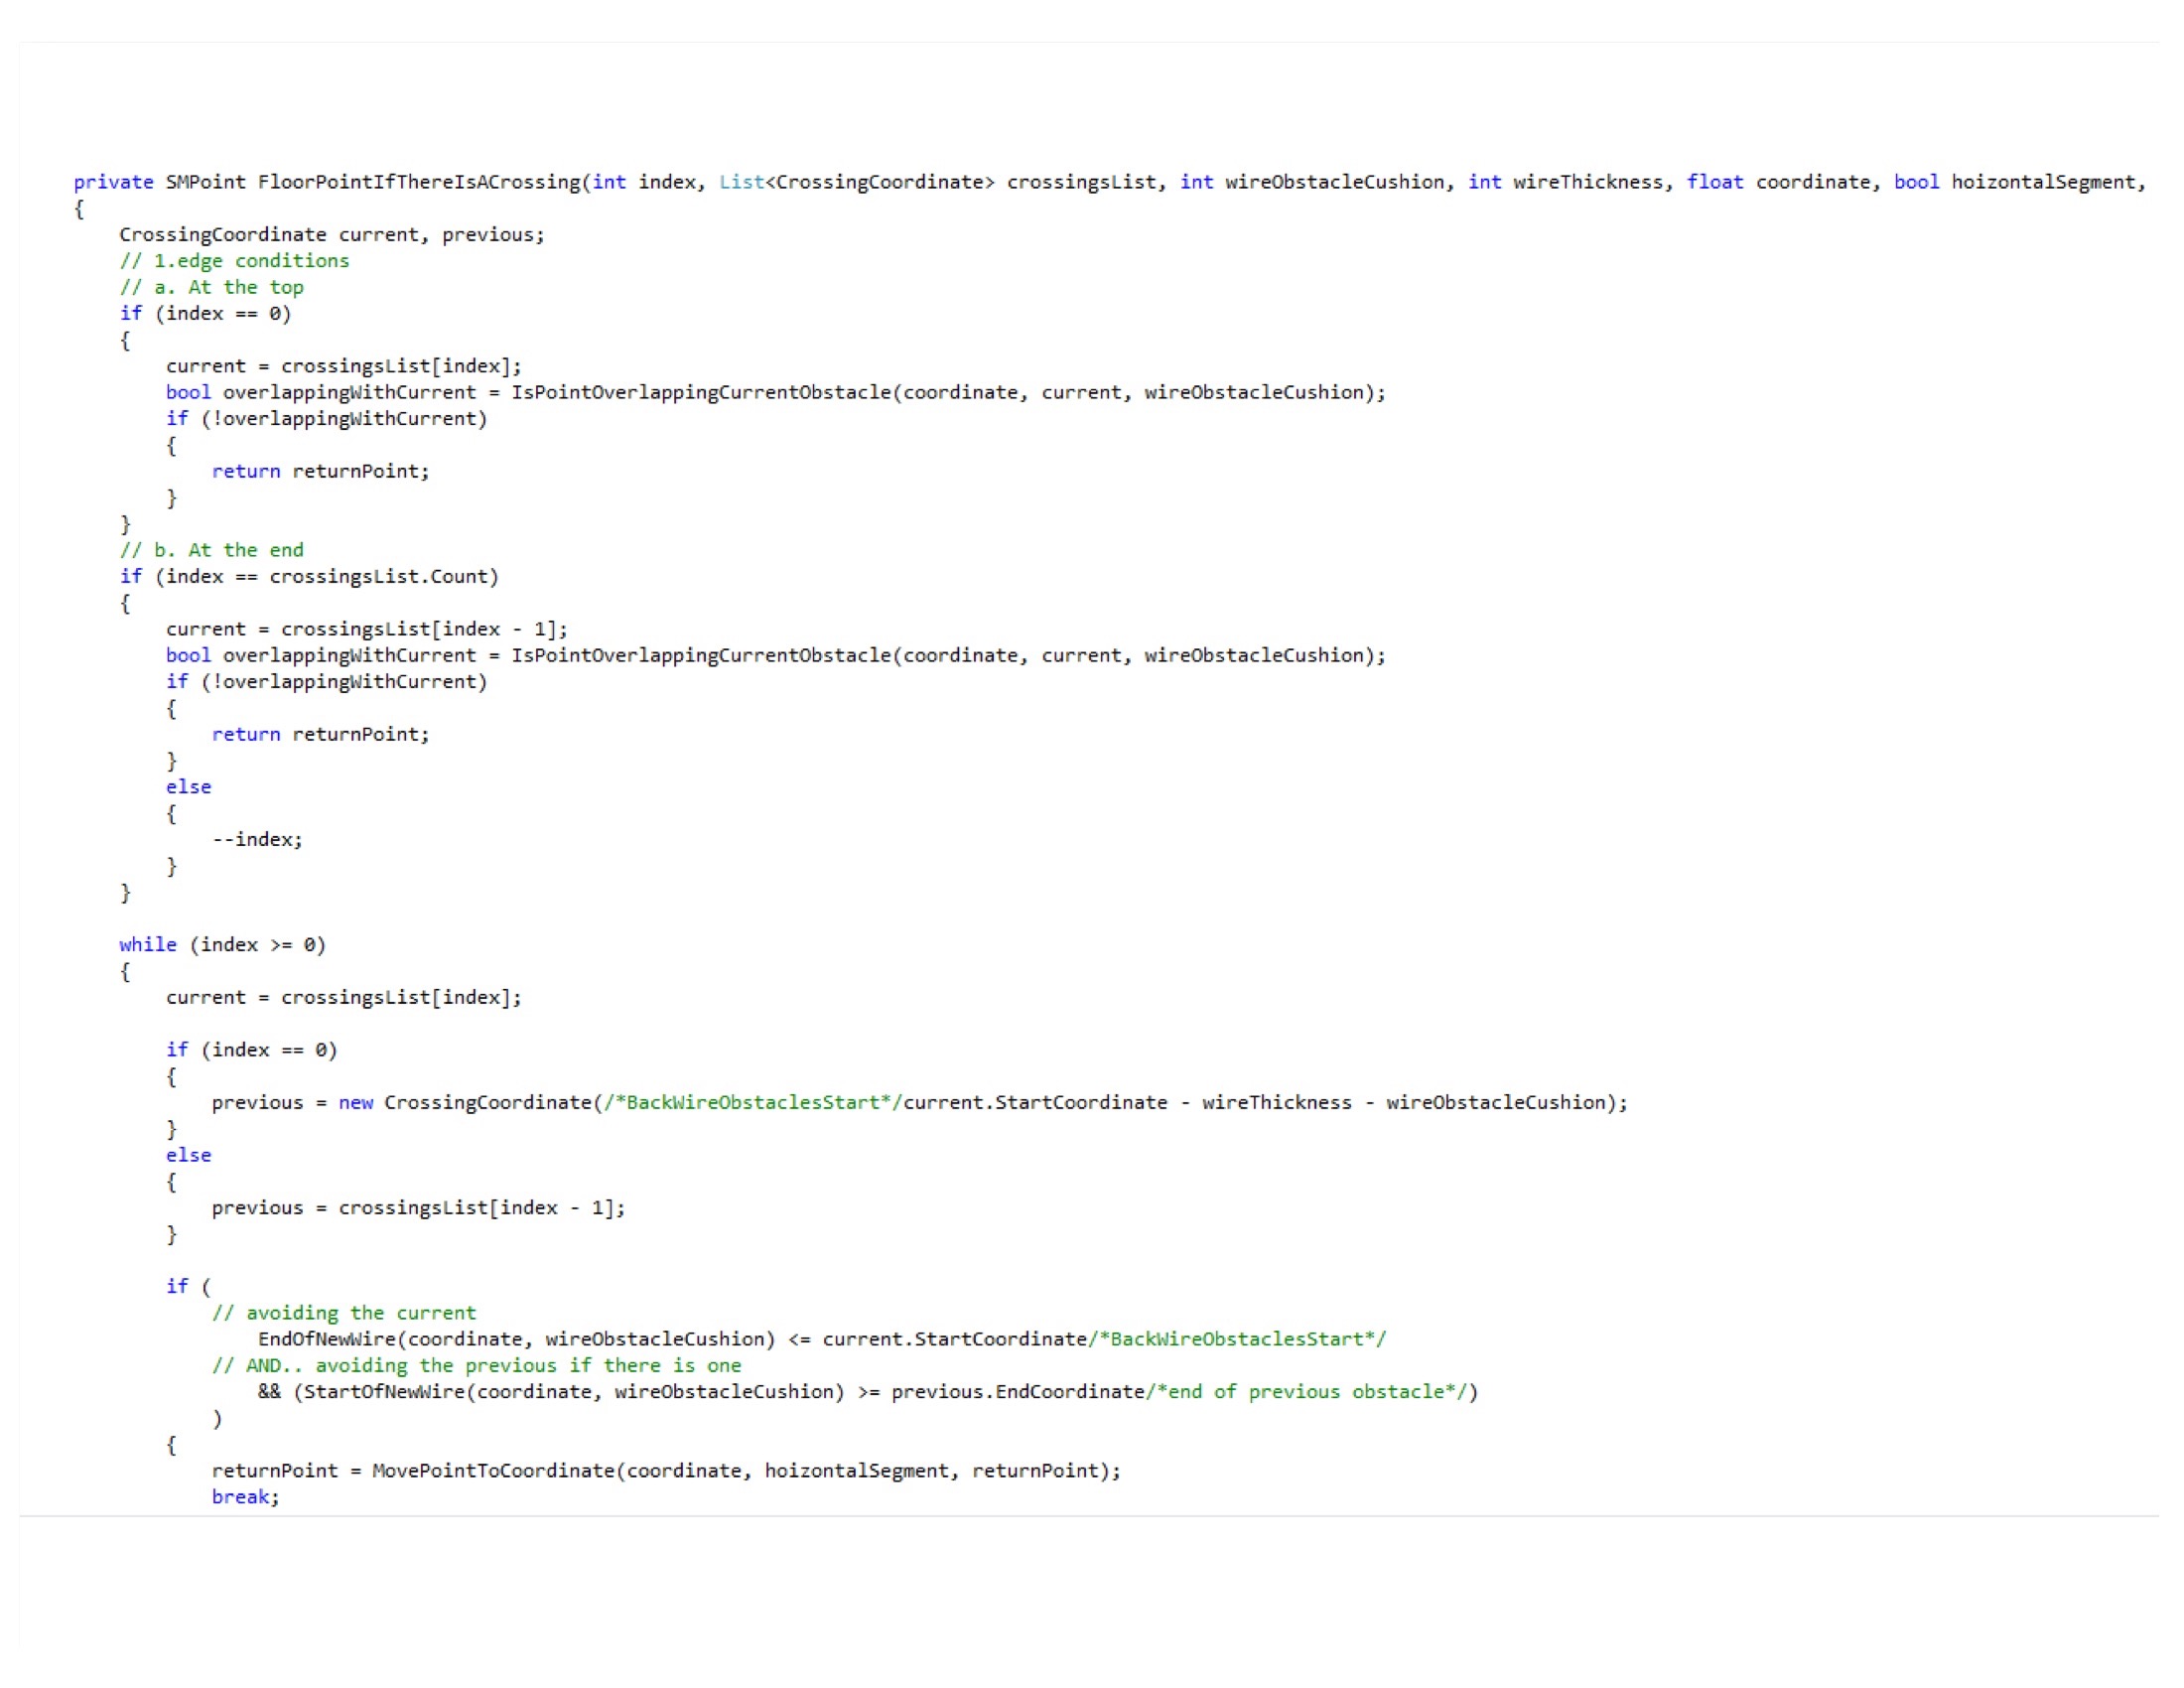 private SMPoint FloorPointIfThereIsACrossing(int index, List<CrossingCoordinate> crossingsList, int wireObstacleCushion, int wireThickness, float coordinate, bool hoizontalSegment,
{
    CrossingCoordinate current, previous;
    // 1.edge conditions
    // a. At the top
    if (index == 0)
    {
        current = crossingsList[index];
        bool overlappingWithCurrent = IsPointOverlappingCurrentObstacle(coordinate, current, wireObstacleCushion);
        if (!overlappingWithCurrent)
        {
            return returnPoint;
        }
    }
    // b. At the end
    if (index == crossingsList.Count)
    {
        current = crossingsList[index - 1];
        bool overlappingWithCurrent = IsPointOverlappingCurrentObstacle(coordinate, current, wireObstacleCushion);
        if (!overlappingWithCurrent)
        {
            return returnPoint;
        }
        else
        {
            --index;
        }
    }

    while (index >= 0)
    {
        current = crossingsList[index];

        if (index == 0)
        {
            previous = new CrossingCoordinate(/*BackWireObstaclesStart*/current.StartCoordinate - wireThickness - wireObstacleCushion);
        }
        else
        {
            previous = crossingsList[index - 1];
        }

        if (
            // avoiding the current
                EndOfNewWire(coordinate, wireObstacleCushion) <= current.StartCoordinate/*BackWireObstaclesStart*/
            // AND.. avoiding the previous if there is one
                && (StartOfNewWire(coordinate, wireObstacleCushion) >= previous.EndCoordinate/*end of previous obstacle*/)
            )
        {
            returnPoint = MovePointToCoordinate(coordinate, hoizontalSegment, returnPoint);
            break;